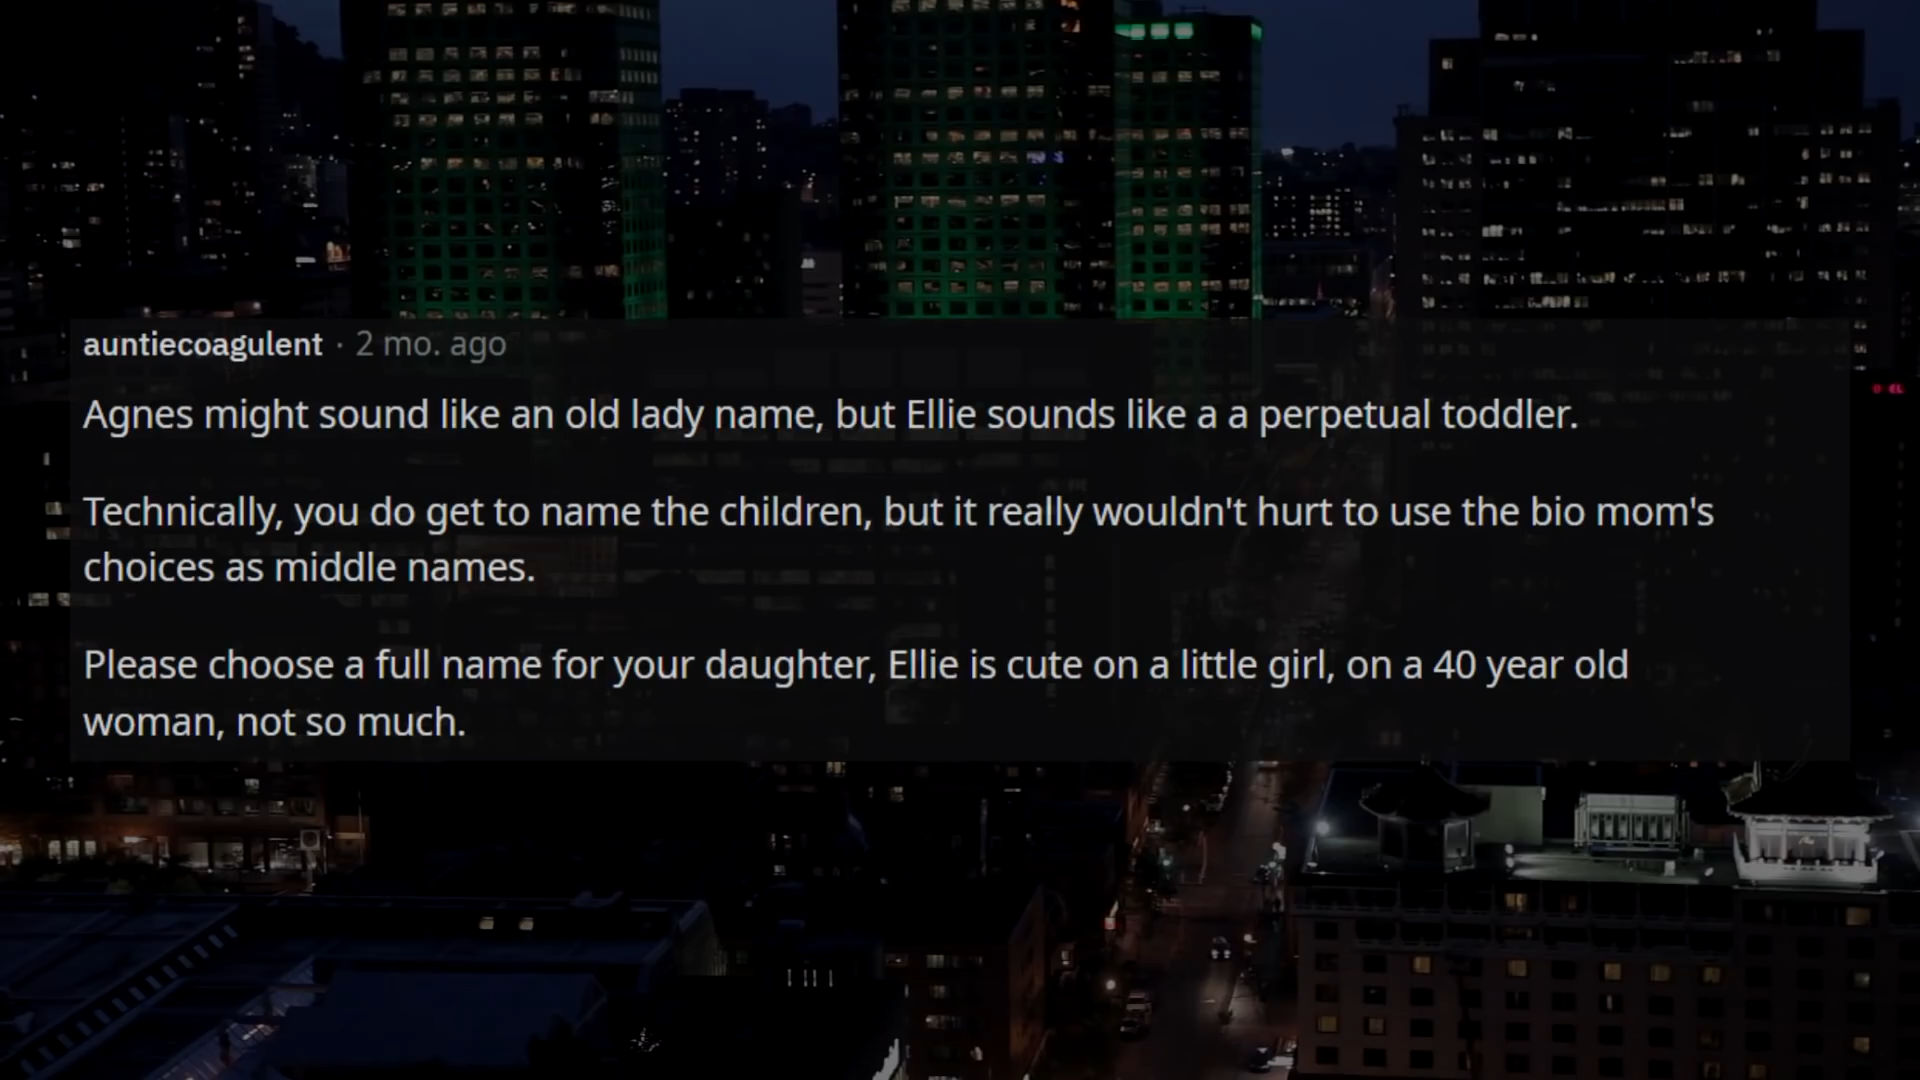 auntiecoagulent · 2 mo. ago
Agnes might sound like an old lady name, but Ellie sounds like a a perpetual toddler.
Technically, you do get to name the children, but it really wouldn't hurt to use the bio mom's
choices as middle names.
Please choose a full name for your daughter, Ellie is cute on a little girl, on a 40 year old
woman, not so much.